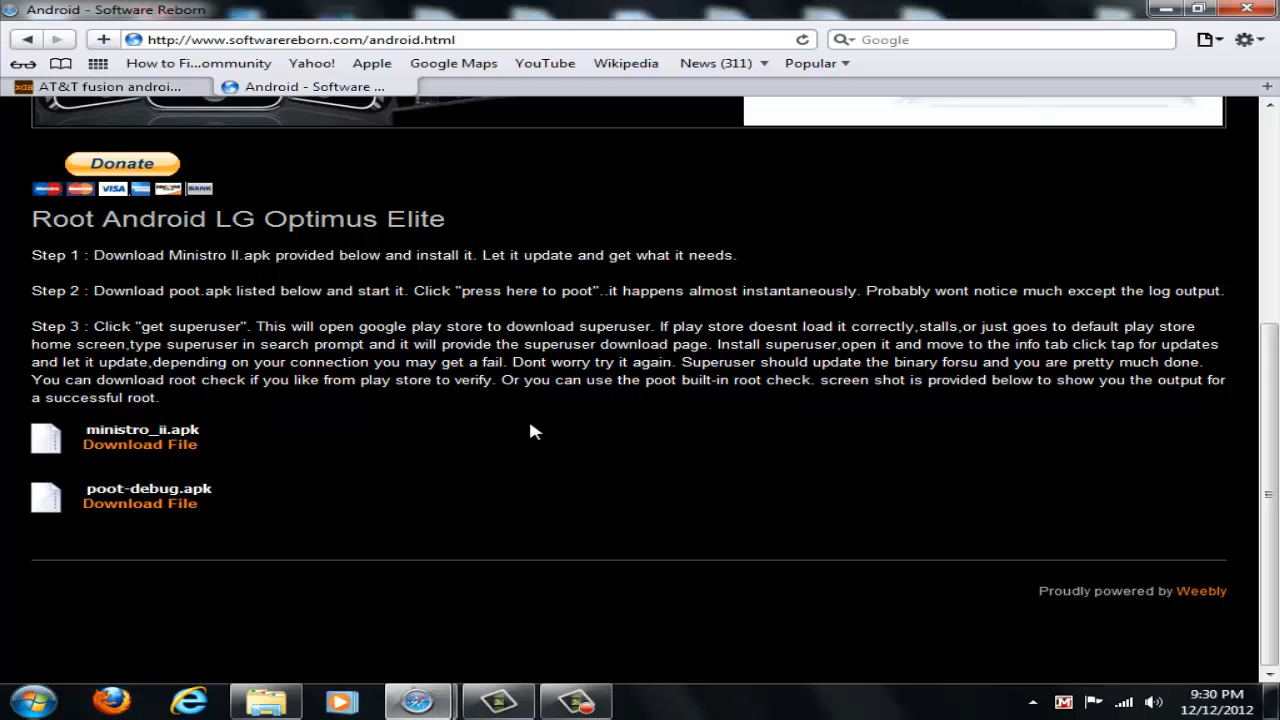 Android - Software Reborn
http://www.softwarereborn.com/android.html
Google
How to Fi...ommunity Yahoo! Apple Google Maps YouTube Wikipedia News (311) Popular
xda AT&T fusion androi... Android - Software ...
Donate
VISA BANK
Root Android LG Optimus Elite
Step 1 : Download Ministro II.apk provided below and install it. Let it update and get what it needs.
Step 2 : Download poot.apk listed below and start it. Click "press here to poot"..it happens almost instantaneously. Probably wont notice much except the log output.
Step 3 : Click "get superuser". This will open google play store to download superuser. If play store doesnt load it correctly,stalls,or just goes to default play store
home screen,type superuser in search prompt and it will provide the superuser download page. Install superuser,open it and move to the info tab click tap for updates
and let it update,depending on your connection you may get a fail. Dont worry try it again. Superuser should update the binary forsu and you are pretty much done.
You can download root check if you like from play store to verify. Or you can use the poot built-in root check. screen shot is provided below to show you the output for
a successful root.
ministro_ii.apk
Download File
poot-debug.apk
Download File
Proudly powered by Weebly
9:30 PM
12/12/2012